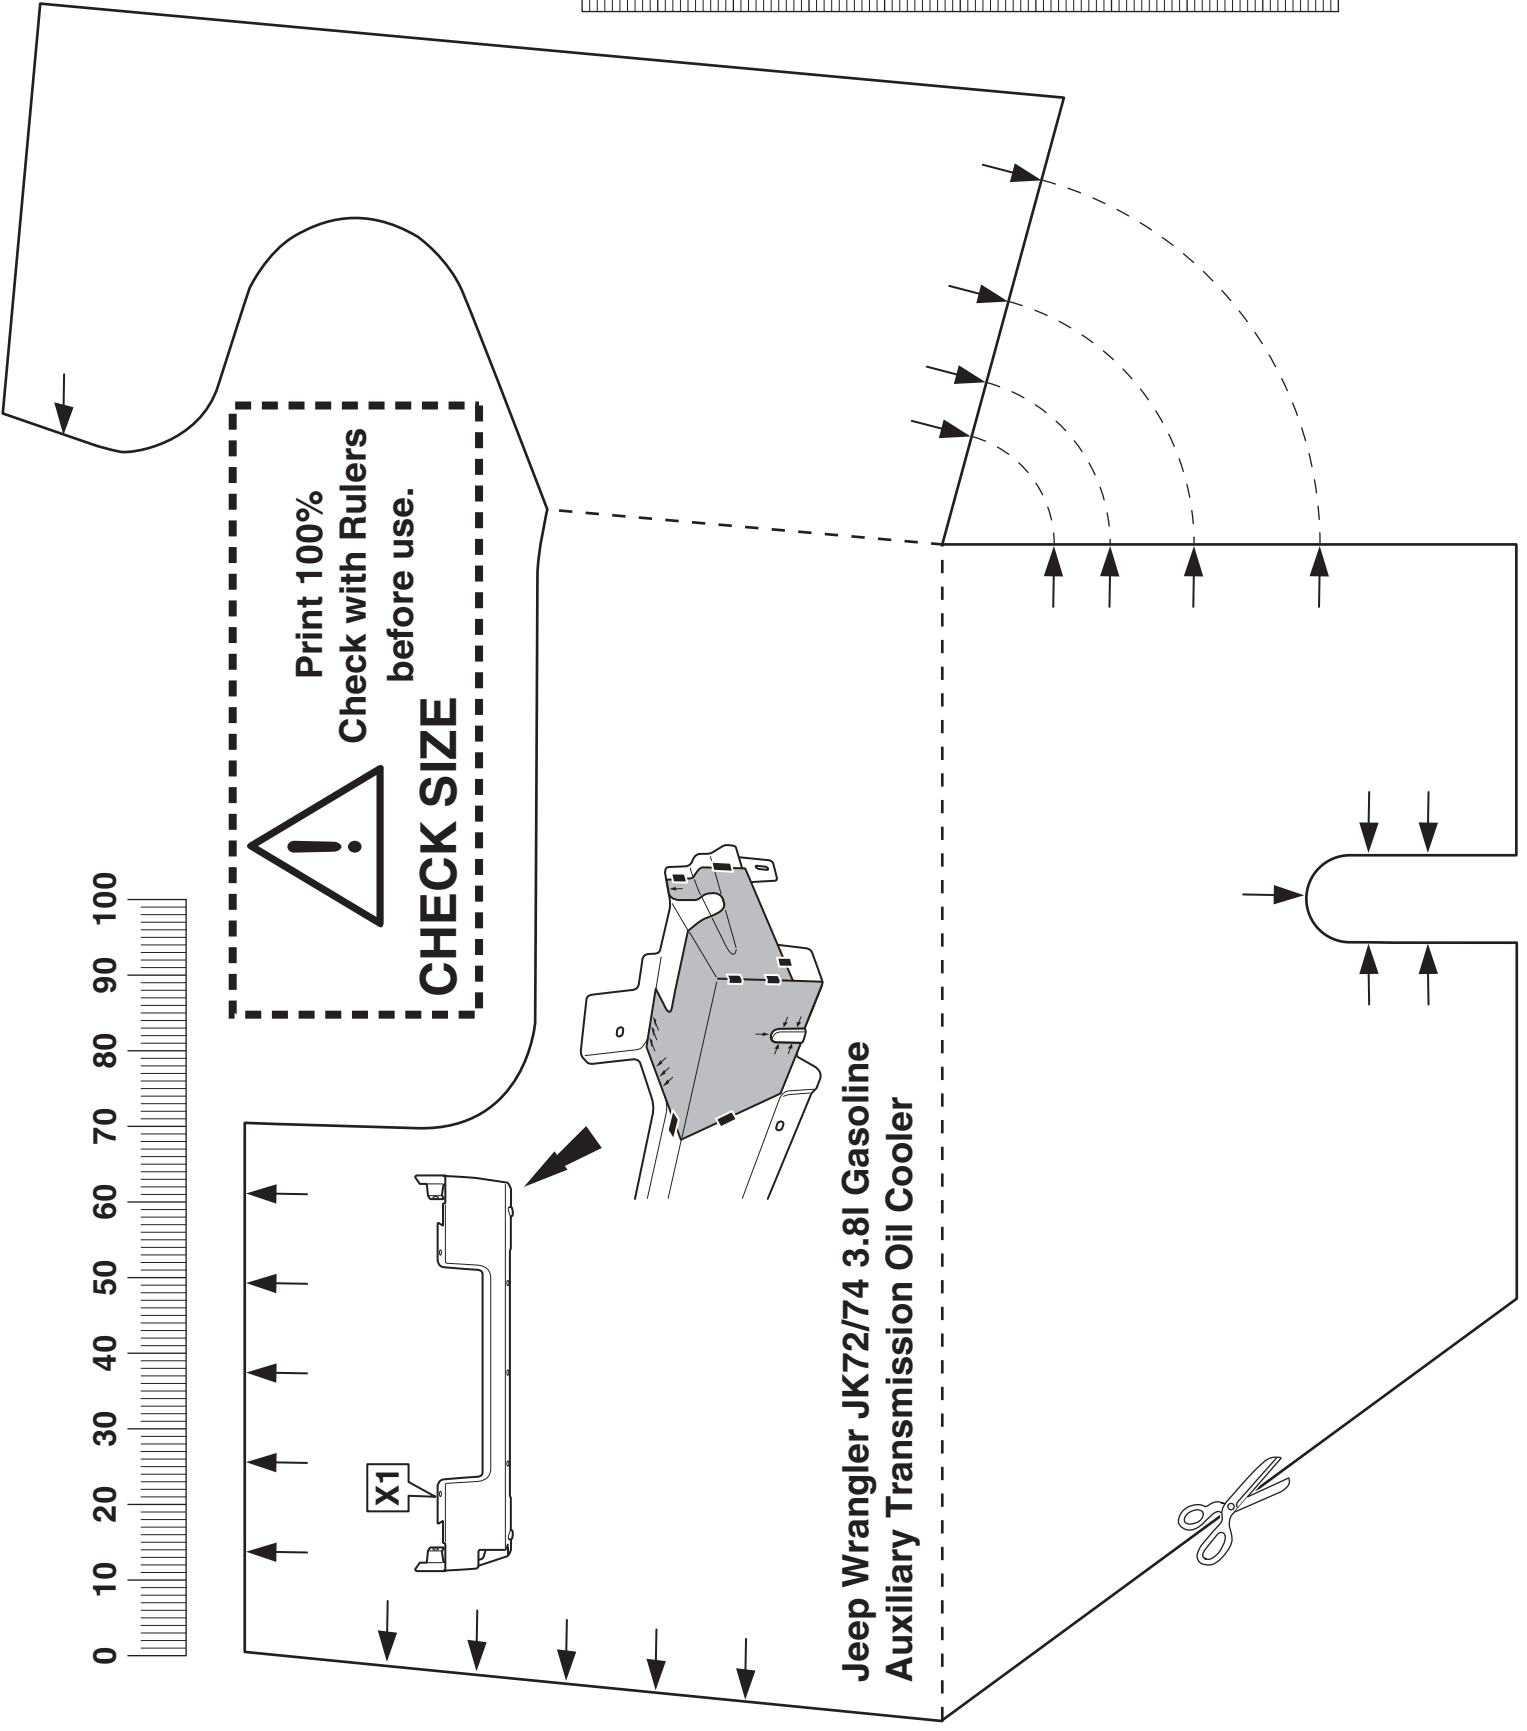 0 10 20 30 40 50 60 70 80 90 100
Print 100%
Check with Rulers
before use.
CHECK SIZE
X1
Jeep Wrangler JK72/74 3.8l Gasoline
Auxiliary Transmission Oil Cooler